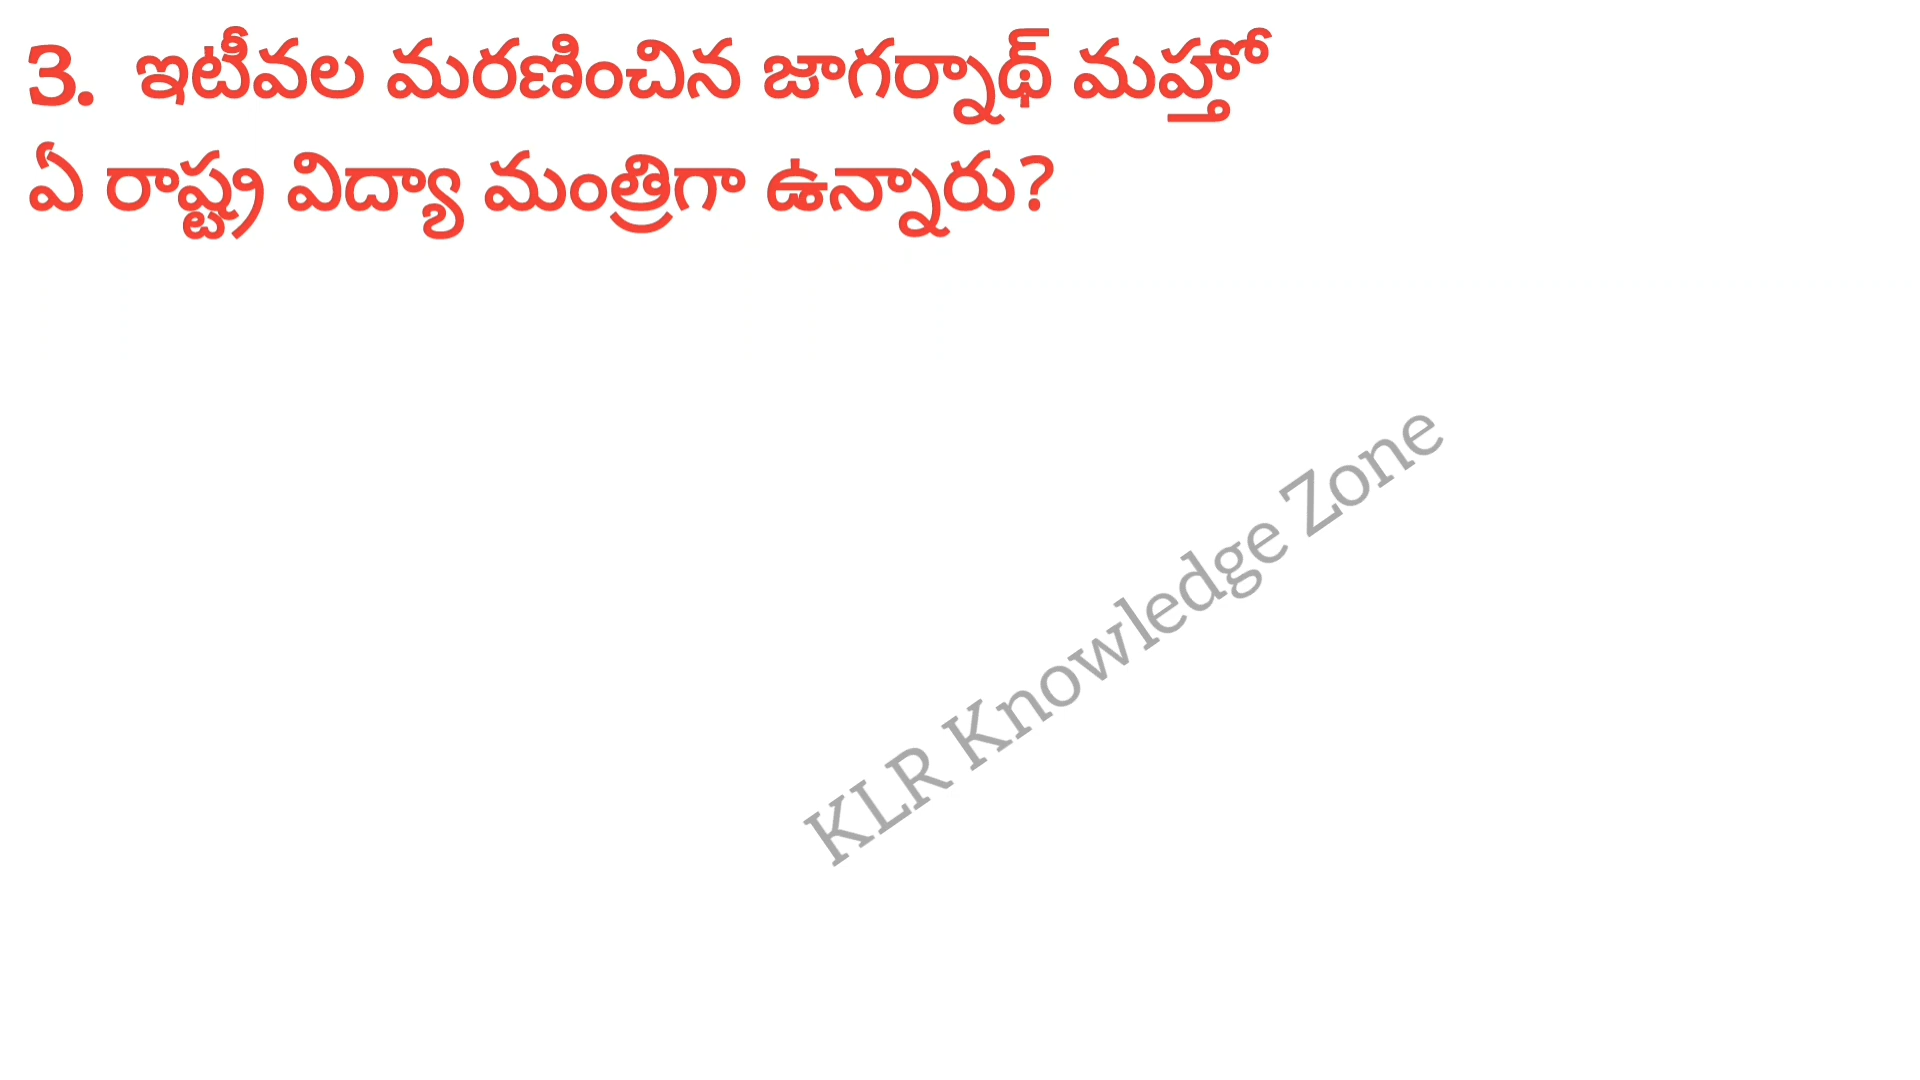 3. ఇటీవల మరణించిన జాగర్నాథ్ మహ్తో
ఏ రాష్ట్ర విద్యా మంత్రిగా ఉన్నారు?
KLR Knowledge Zone